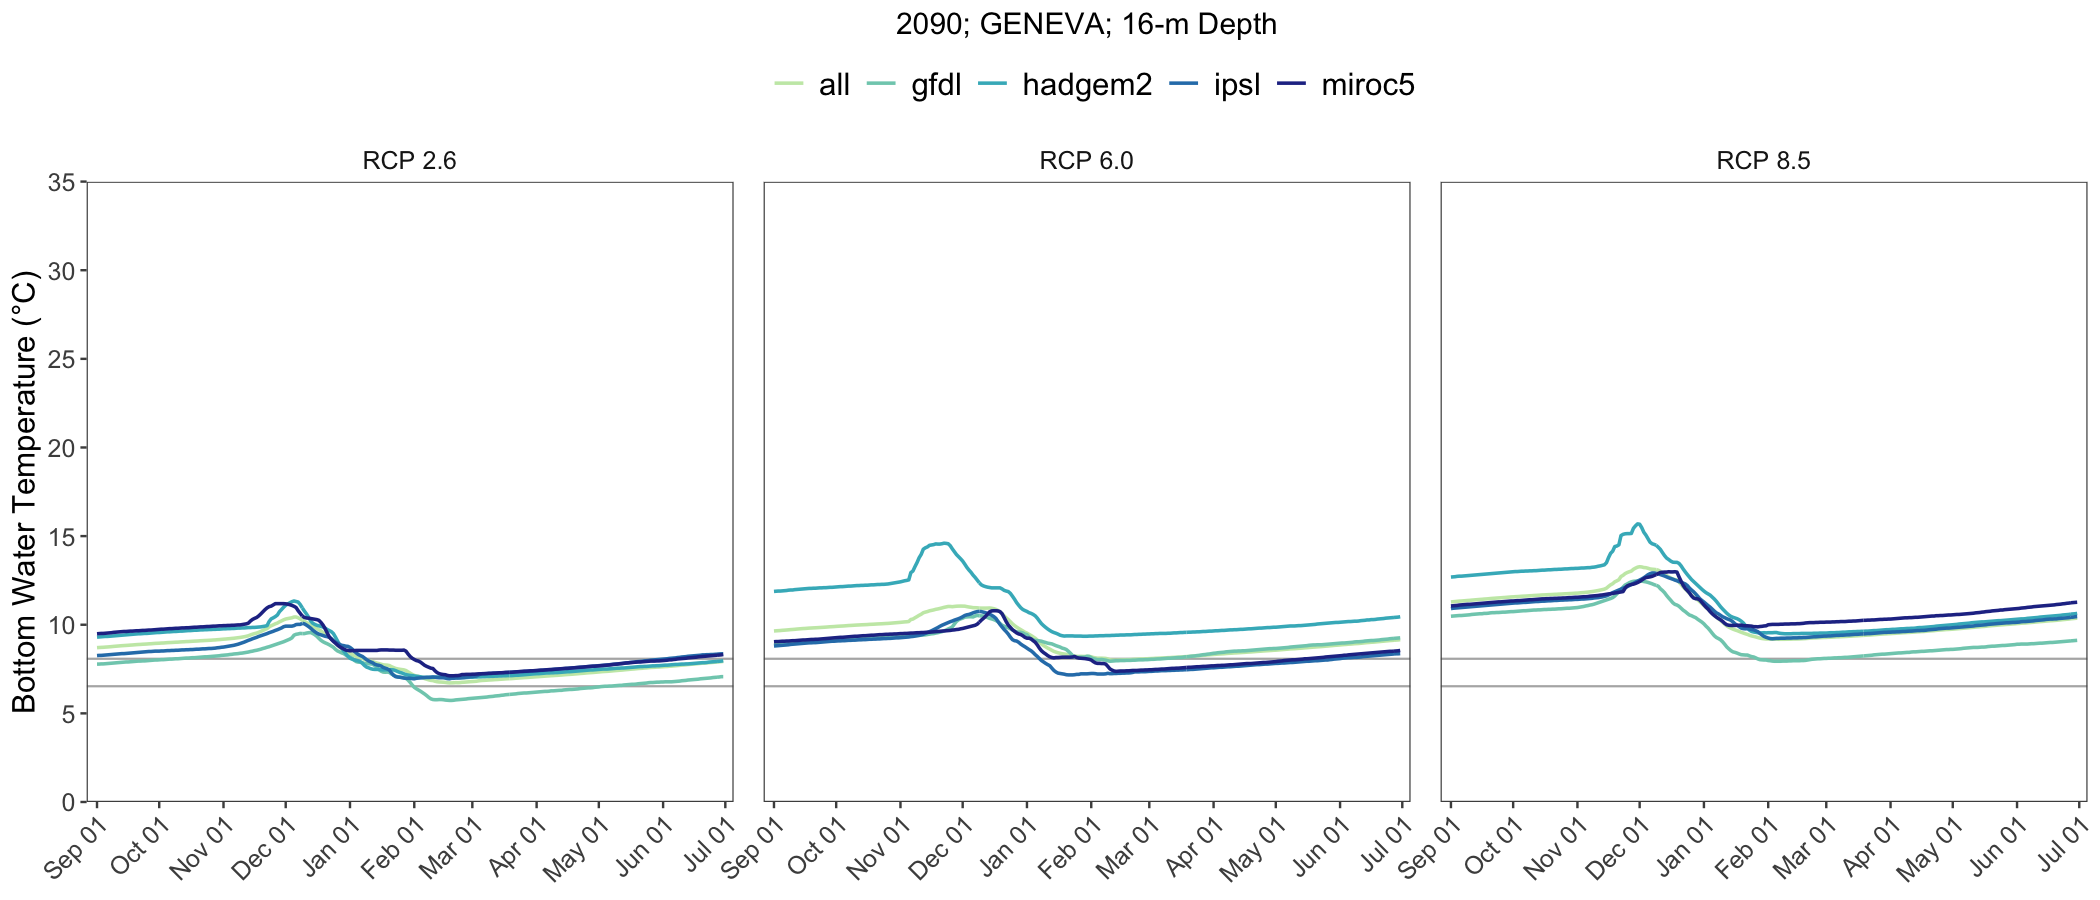 2090; GENEVA; 16-m Depth
all gfdl hadgem2 ipsl miroc5
RCP 2.6 RCP 6.0 RCP 8.5
Bottom Water Temperature (°C)
35
30
25
20
15
10
5
0
Sep 01 Oct 01 Nov 01 Dec 01 Jan 01 Feb 01 Mar 01 Apr 01 May 01 Jun 01 Jul 01 Sep 01 Oct 01 Nov 01 Dec 01 Jan 01 Feb 01 Mar 01 Apr 01 May 01 Jun 01 Jul 01 Sep 01 Oct 01 Nov 01 Dec 01 Jan 01 Feb 01 Mar 01 Apr 01 May 01 Jun 01 Jul 01